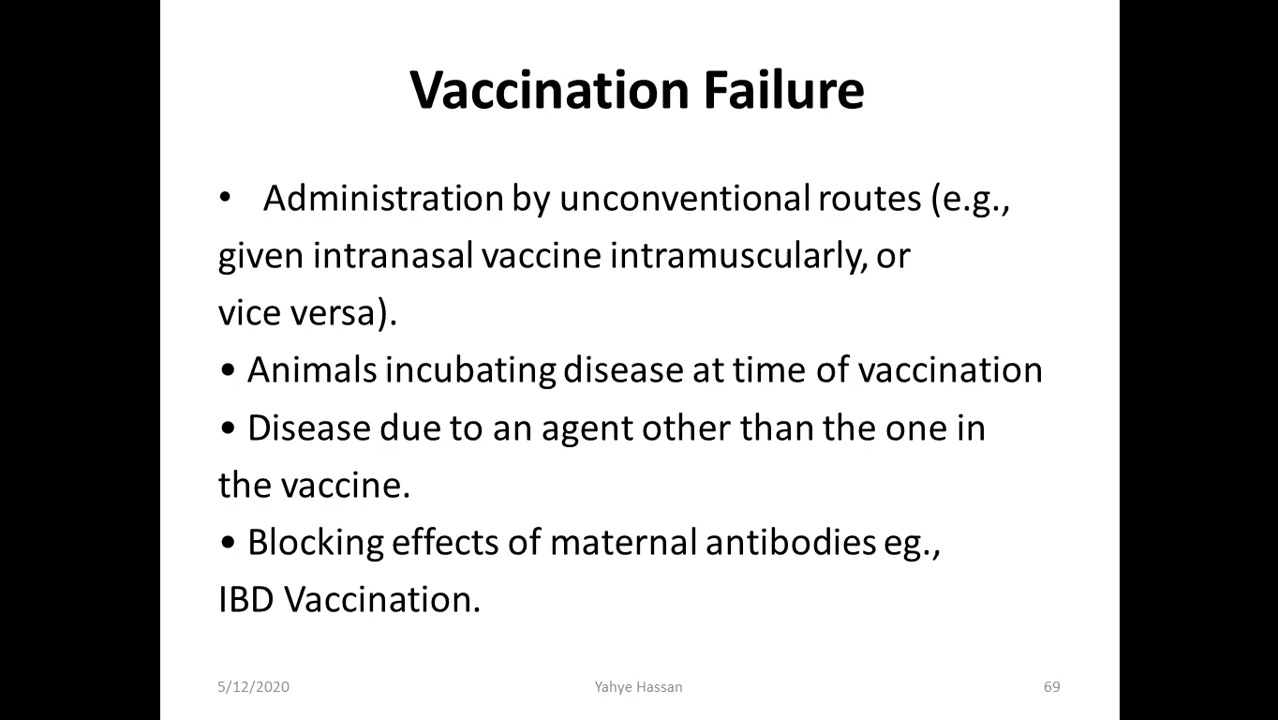 Vaccination Failure
• Administration by unconventional routes (e.g.,
given intranasal vaccine intramuscularly, or
vice versa).
• Animals incubating disease at time of vaccination
• Disease due to an agent other than the one in
the vaccine.
• Blocking effects of maternal antibodies eg.,
IBD Vaccination.
5/12/2020
Yahye Hassan
69